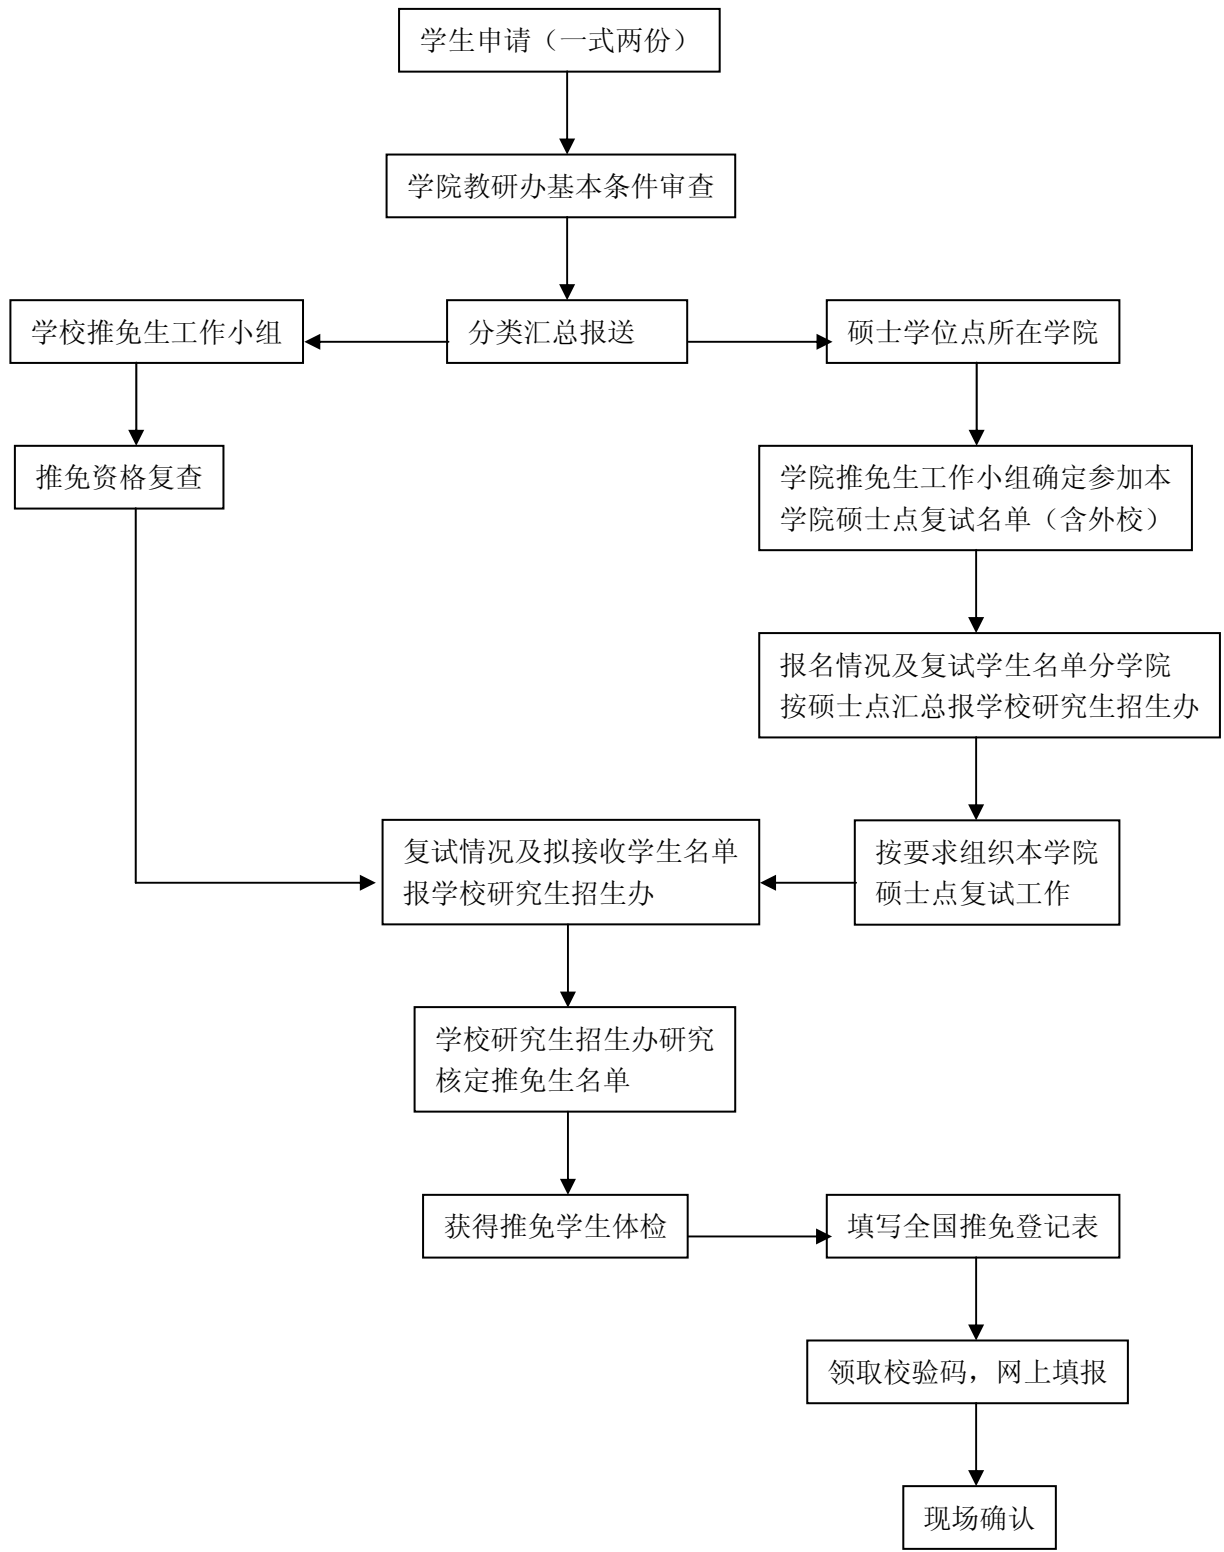 学生申请（一式两份）
学院教研办基本条件审查
学校推免生工作小组
分类汇总报送
硕士学位点所在学院
推免资格复查
学院推免生工作小组确定参加本
学院硕士点复试名单（含外校）
报名情况及复试学生名单分学院
按硕士点汇总报学校研究生招生办
复试情况及拟接收学生名单
报学校研究生招生办
按要求组织本学院
硕士点复试工作
学校研究生招生办研究
核定推免生名单
获得推免学生体检
填写全国推免登记表
领取校验码，网上填报
现场确认